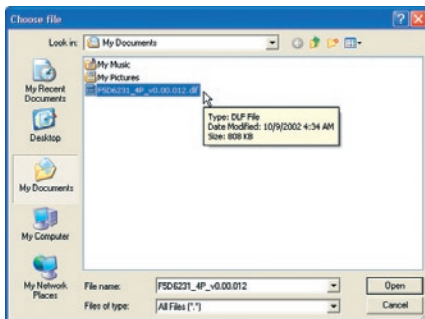 Choose file
Look in: My Documents
My Recent
Documents
Desktop
My Documents
My Computer
My Network
Places
My Music
My Pictures
F5D6231_4P_v0.00.012.dlf
Type: DLF File
Date Modified: 10/9/2002 4:34 AM
Size: 808 KB
File name: F5D6231_4P_v0.00.012 Open
Files of type: All Files (*.*) Cancel